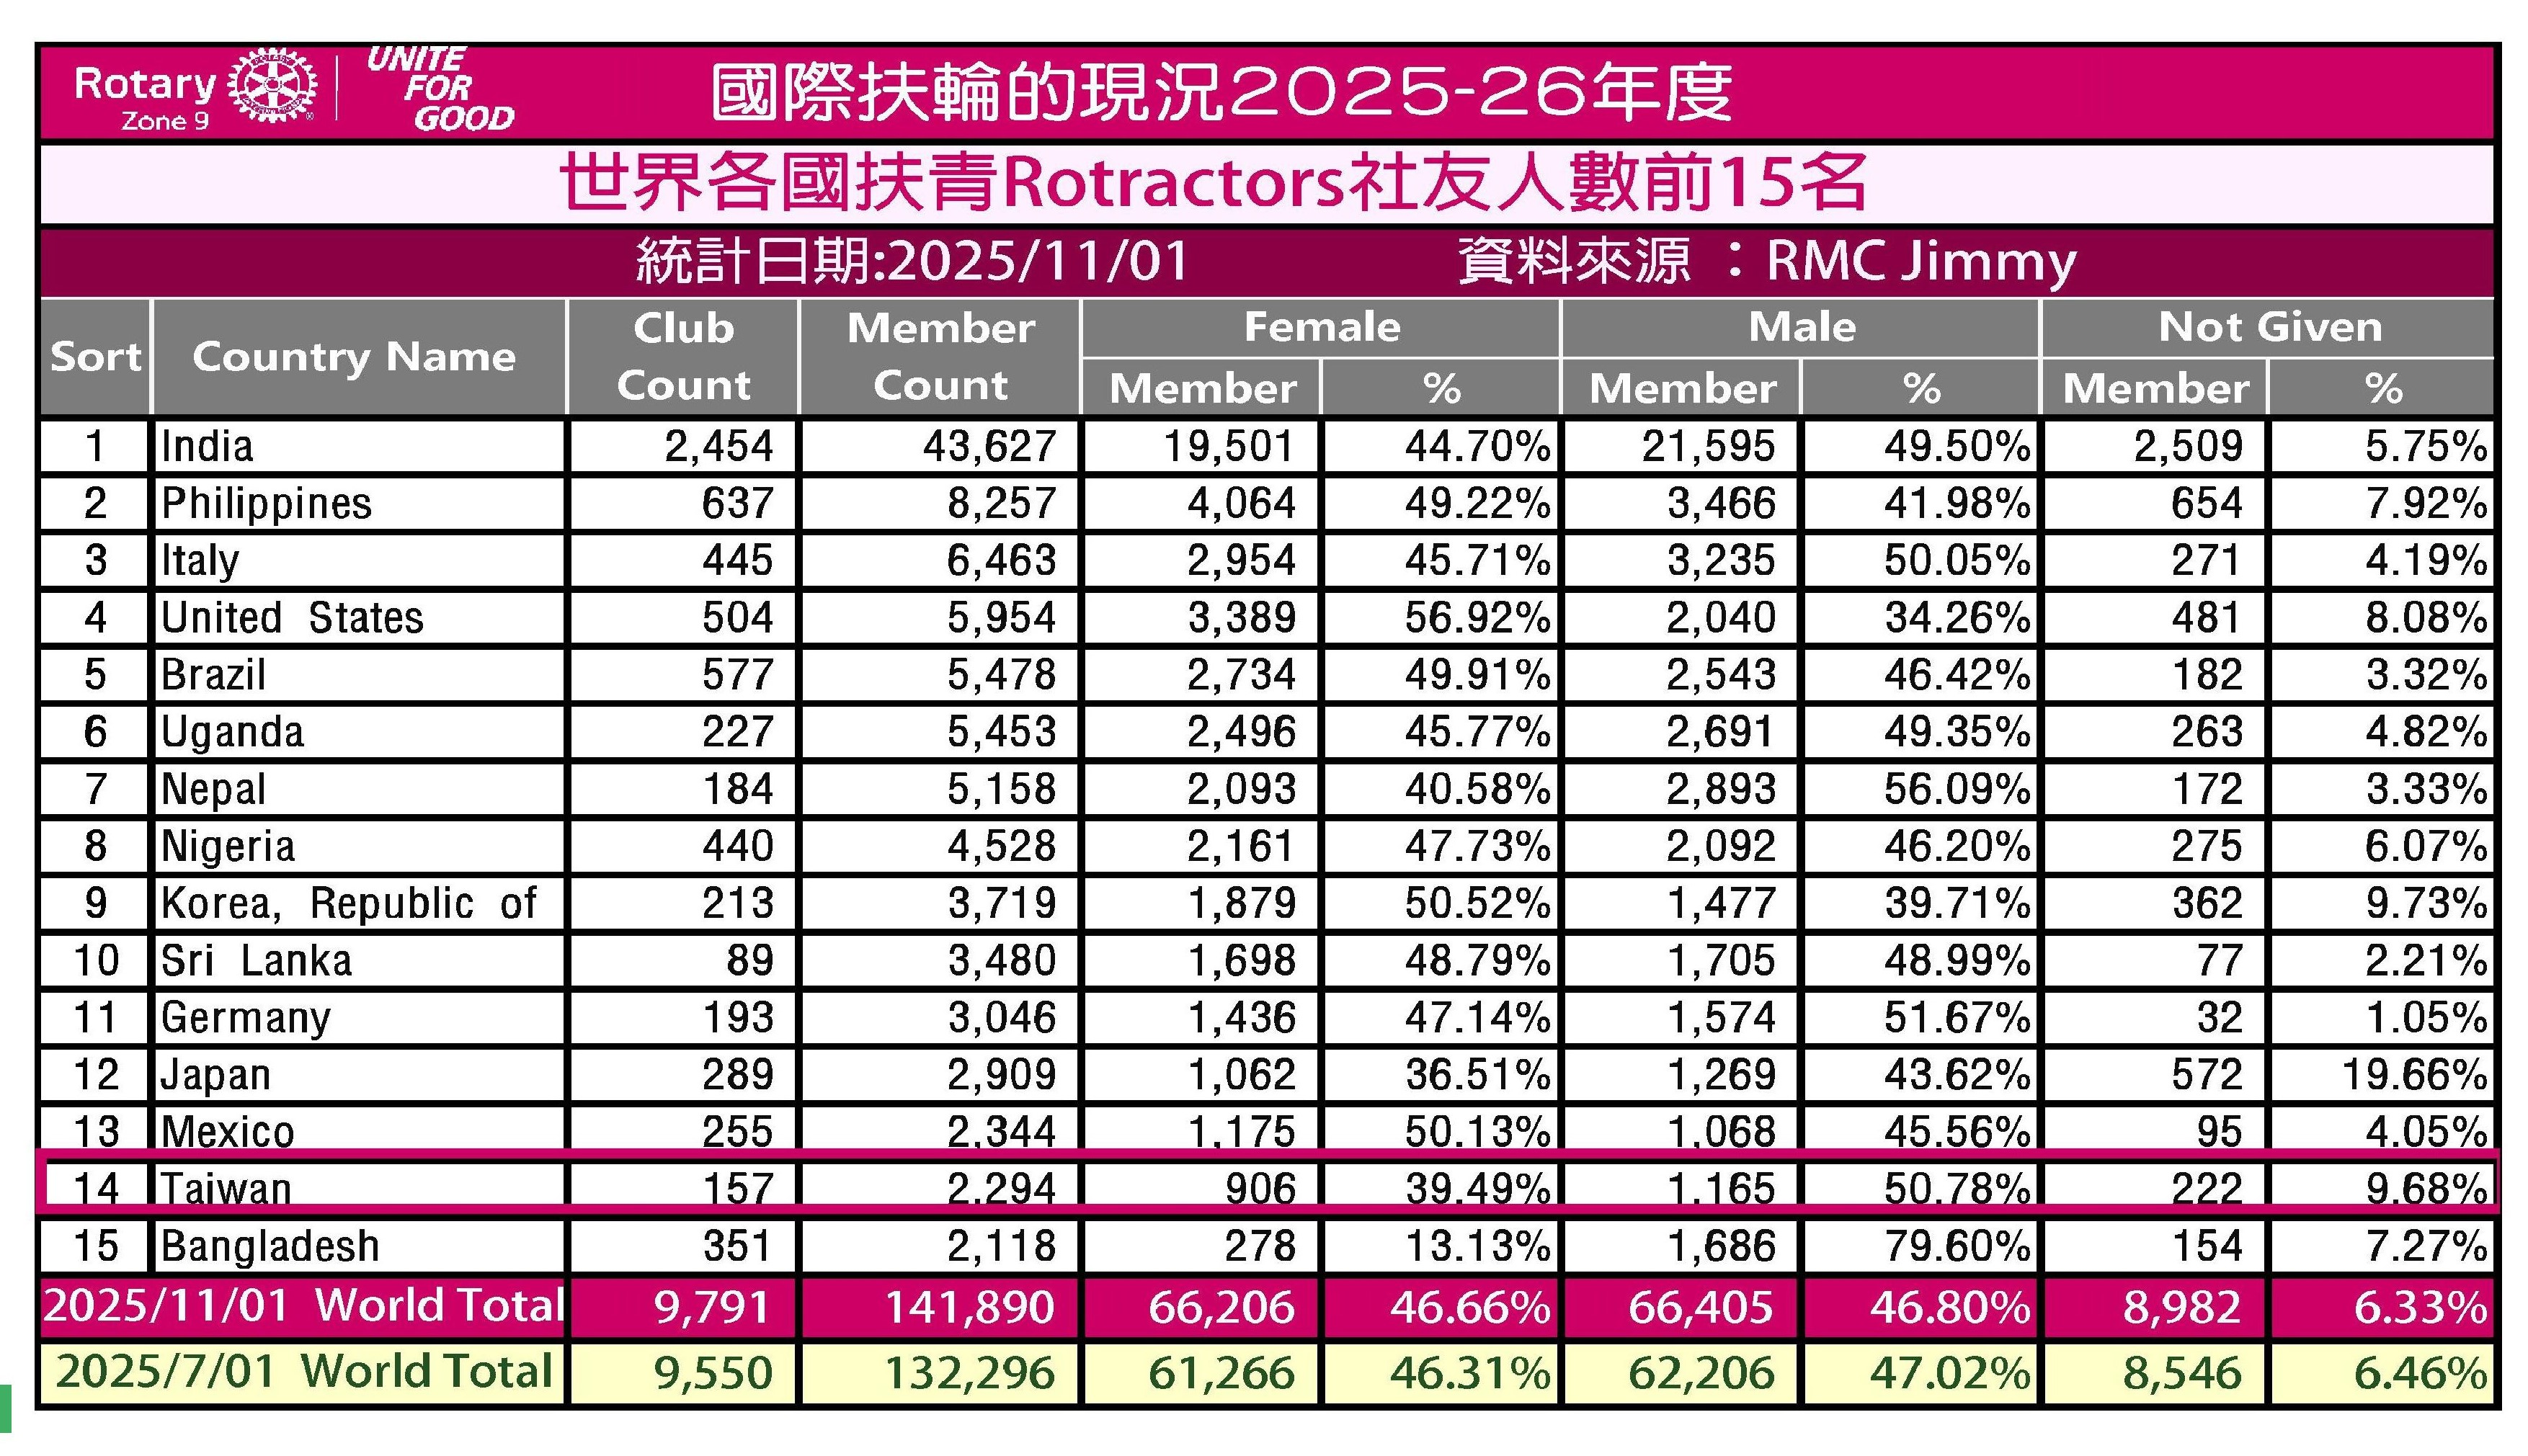 Rotary
Zone 9
UNITE
FOR
GOOD
國際扶輪的現況2025-26年度
世界各國扶青Rotractors社友人數前15名
統計日期:2025/11/01 資料來源 ：RMC Jimmy
Sort Country Name Club Count Member Count Female Male Not Given
Member % Member % Member %
1 India 2,454 43,627 19,501 44.70% 21,595 49.50% 2,509 5.75%
2 Philippines 637 8,257 4,064 49.22% 3,466 41.98% 654 7.92%
3 Italy 445 6,463 2,954 45.71% 3,235 50.05% 271 4.19%
4 United States 504 5,954 3,389 56.92% 2,040 34.26% 481 8.08%
5 Brazil 577 5,478 2,734 49.91% 2,543 46.42% 182 3.32%
6 Uganda 227 5,453 2,496 45.77% 2,691 49.35% 263 4.82%
7 Nepal 184 5,158 2,093 40.58% 2,893 56.09% 172 3.33%
8 Nigeria 440 4,528 2,161 47.73% 2,092 46.20% 275 6.07%
9 Korea, Republic of 213 3,719 1,879 50.52% 1,477 39.71% 362 9.73%
10 Sri Lanka 89 3,480 1,698 48.79% 1,705 48.99% 77 2.21%
11 Germany 193 3,046 1,436 47.14% 1,574 51.67% 32 1.05%
12 Japan 289 2,909 1,062 36.51% 1,269 43.62% 572 19.66%
13 Mexico 255 2,344 1,175 50.13% 1,068 45.56% 95 4.05%
14 Taiwan 157 2,294 906 39.49% 1,165 50.78% 222 9.68%
15 Bangladesh 351 2,118 278 13.13% 1,686 79.60% 154 7.27%
2025/11/01 World Total 9,791 141,890 66,206 46.66% 66,405 46.80% 8,982 6.33%
2025/7/01 World Total 9,550 132,296 61,266 46.31% 62,206 47.02% 8,546 6.46%